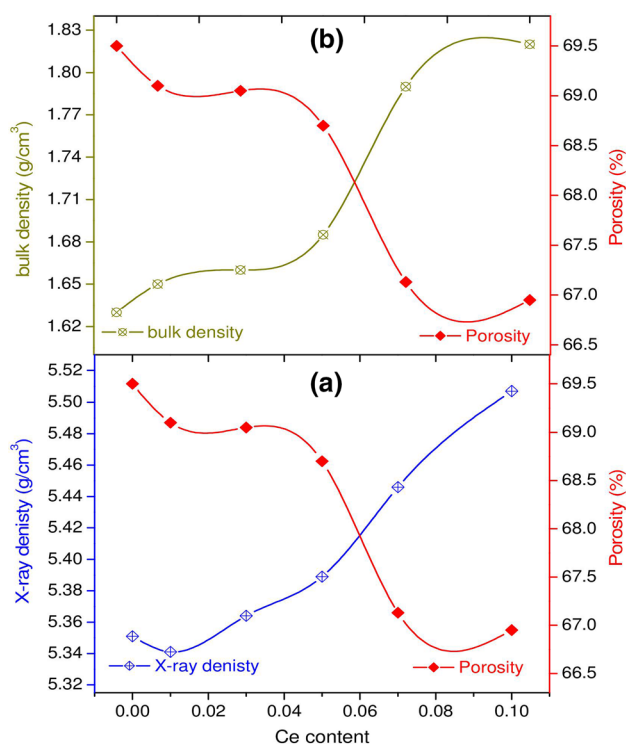 (b)
1.83
1.80
1.77
1.74
1.71
1.68
1.65
1.62
bulk density (g/cm³)
69.5
69.0
68.5
68.0
67.5
67.0
66.5
Porosity (%)
bulk density
Porosity
(a)
5.52
5.50
5.48
5.46
5.44
5.42
5.40
5.38
5.36
5.34
5.32
X-ray denisty (g/cm³)
69.5
69.0
68.5
68.0
67.5
67.0
66.5
Porosity (%)
X-ray denisty
Porosity
0.00 0.02 0.04 0.06 0.08 0.10
Ce content